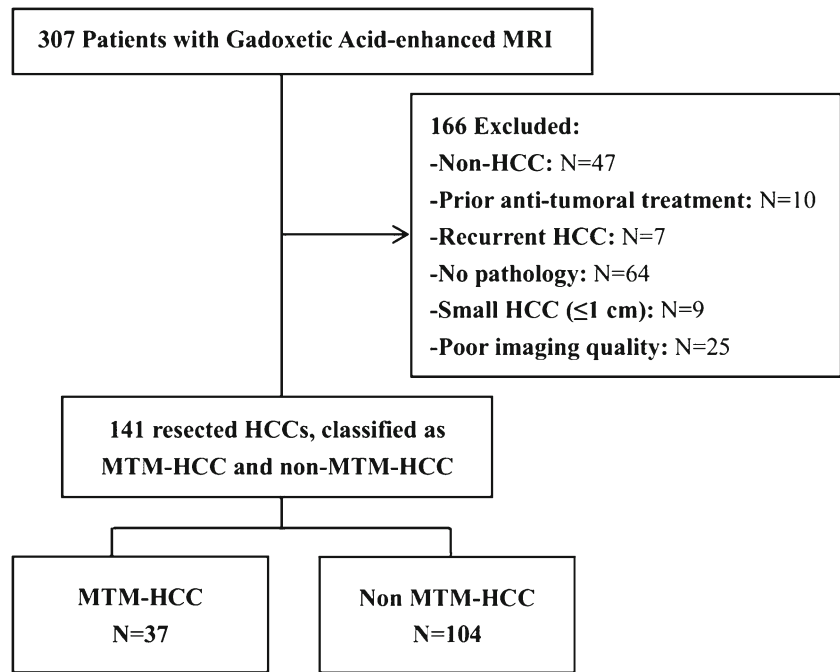 307 Patients with Gadoxetic Acid-enhanced MRI
166 Excluded:
-Non-HCC: N=47
-Prior anti-tumoral treatment: N=10
-Recurrent HCC: N=7
-No pathology: N=64
-Small HCC (≤1 cm): N=9
-Poor imaging quality: N=25
141 resected HCCs, classified as
MTM-HCC and non-MTM-HCC
MTM-HCC
N=37
Non MTM-HCC
N=104